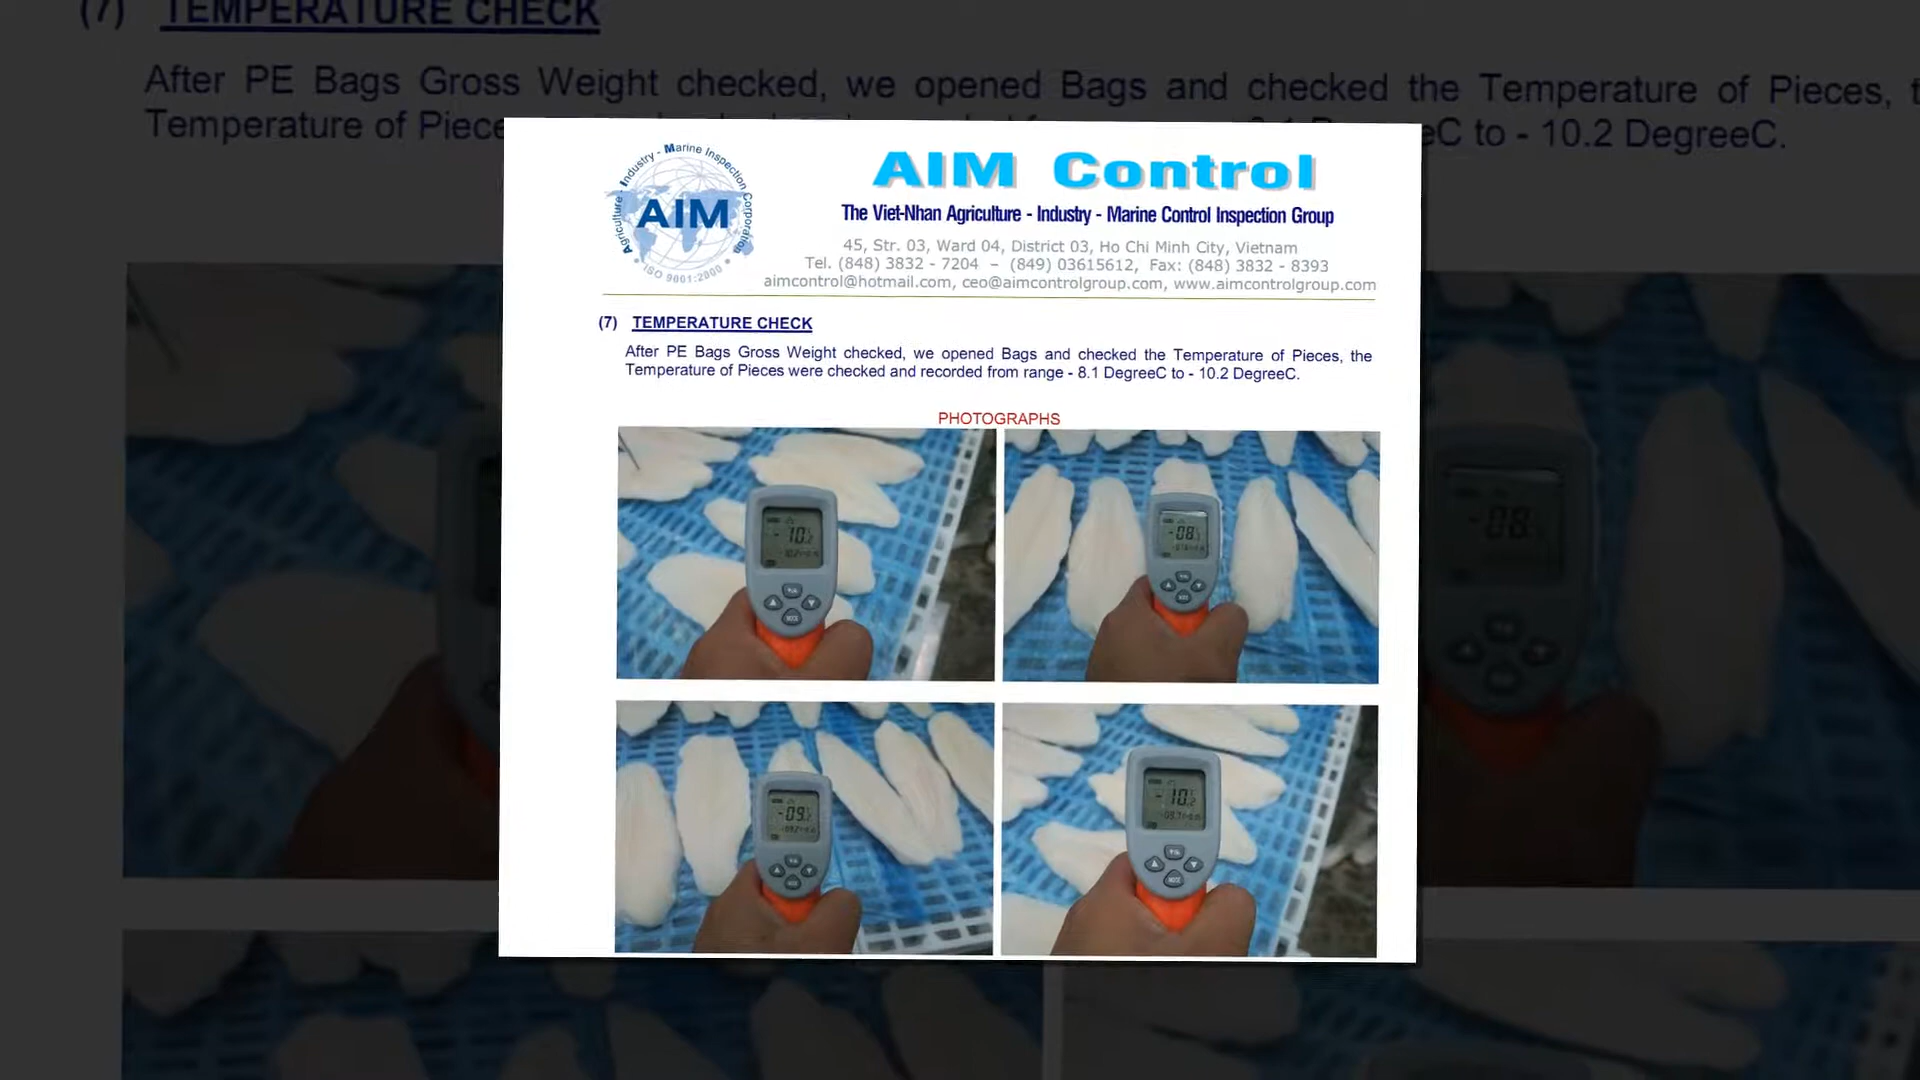 (7) TEMPERATURE CHECK
After PE Bags Gross Weight checked, we opened Bags and checked the Temperature of Pieces, t
Temperature of Piece
eC to - 10.2 DegreeC.
Agriculture - Industry - Marine Inspection Corporation
AIM
• ISO 9001:2000 •
AIM Control
The Viet-Nhan Agriculture - Industry - Marine Control Inspection Group
45, Str. 03, Ward 04, District 03, Ho Chi Minh City, Vietnam
Tel. (848) 3832 - 7204 – (849) 03615612, Fax: (848) 3832 - 8393
aimcontrol@hotmail.com, ceo@aimcontrolgroup.com, www.aimcontrolgroup.com
(7) TEMPERATURE CHECK
After PE Bags Gross Weight checked, we opened Bags and checked the Temperature of Pieces, the
Temperature of Pieces were checked and recorded from range - 8.1 DegreeC to - 10.2 DegreeC.
PHOTOGRAPHS